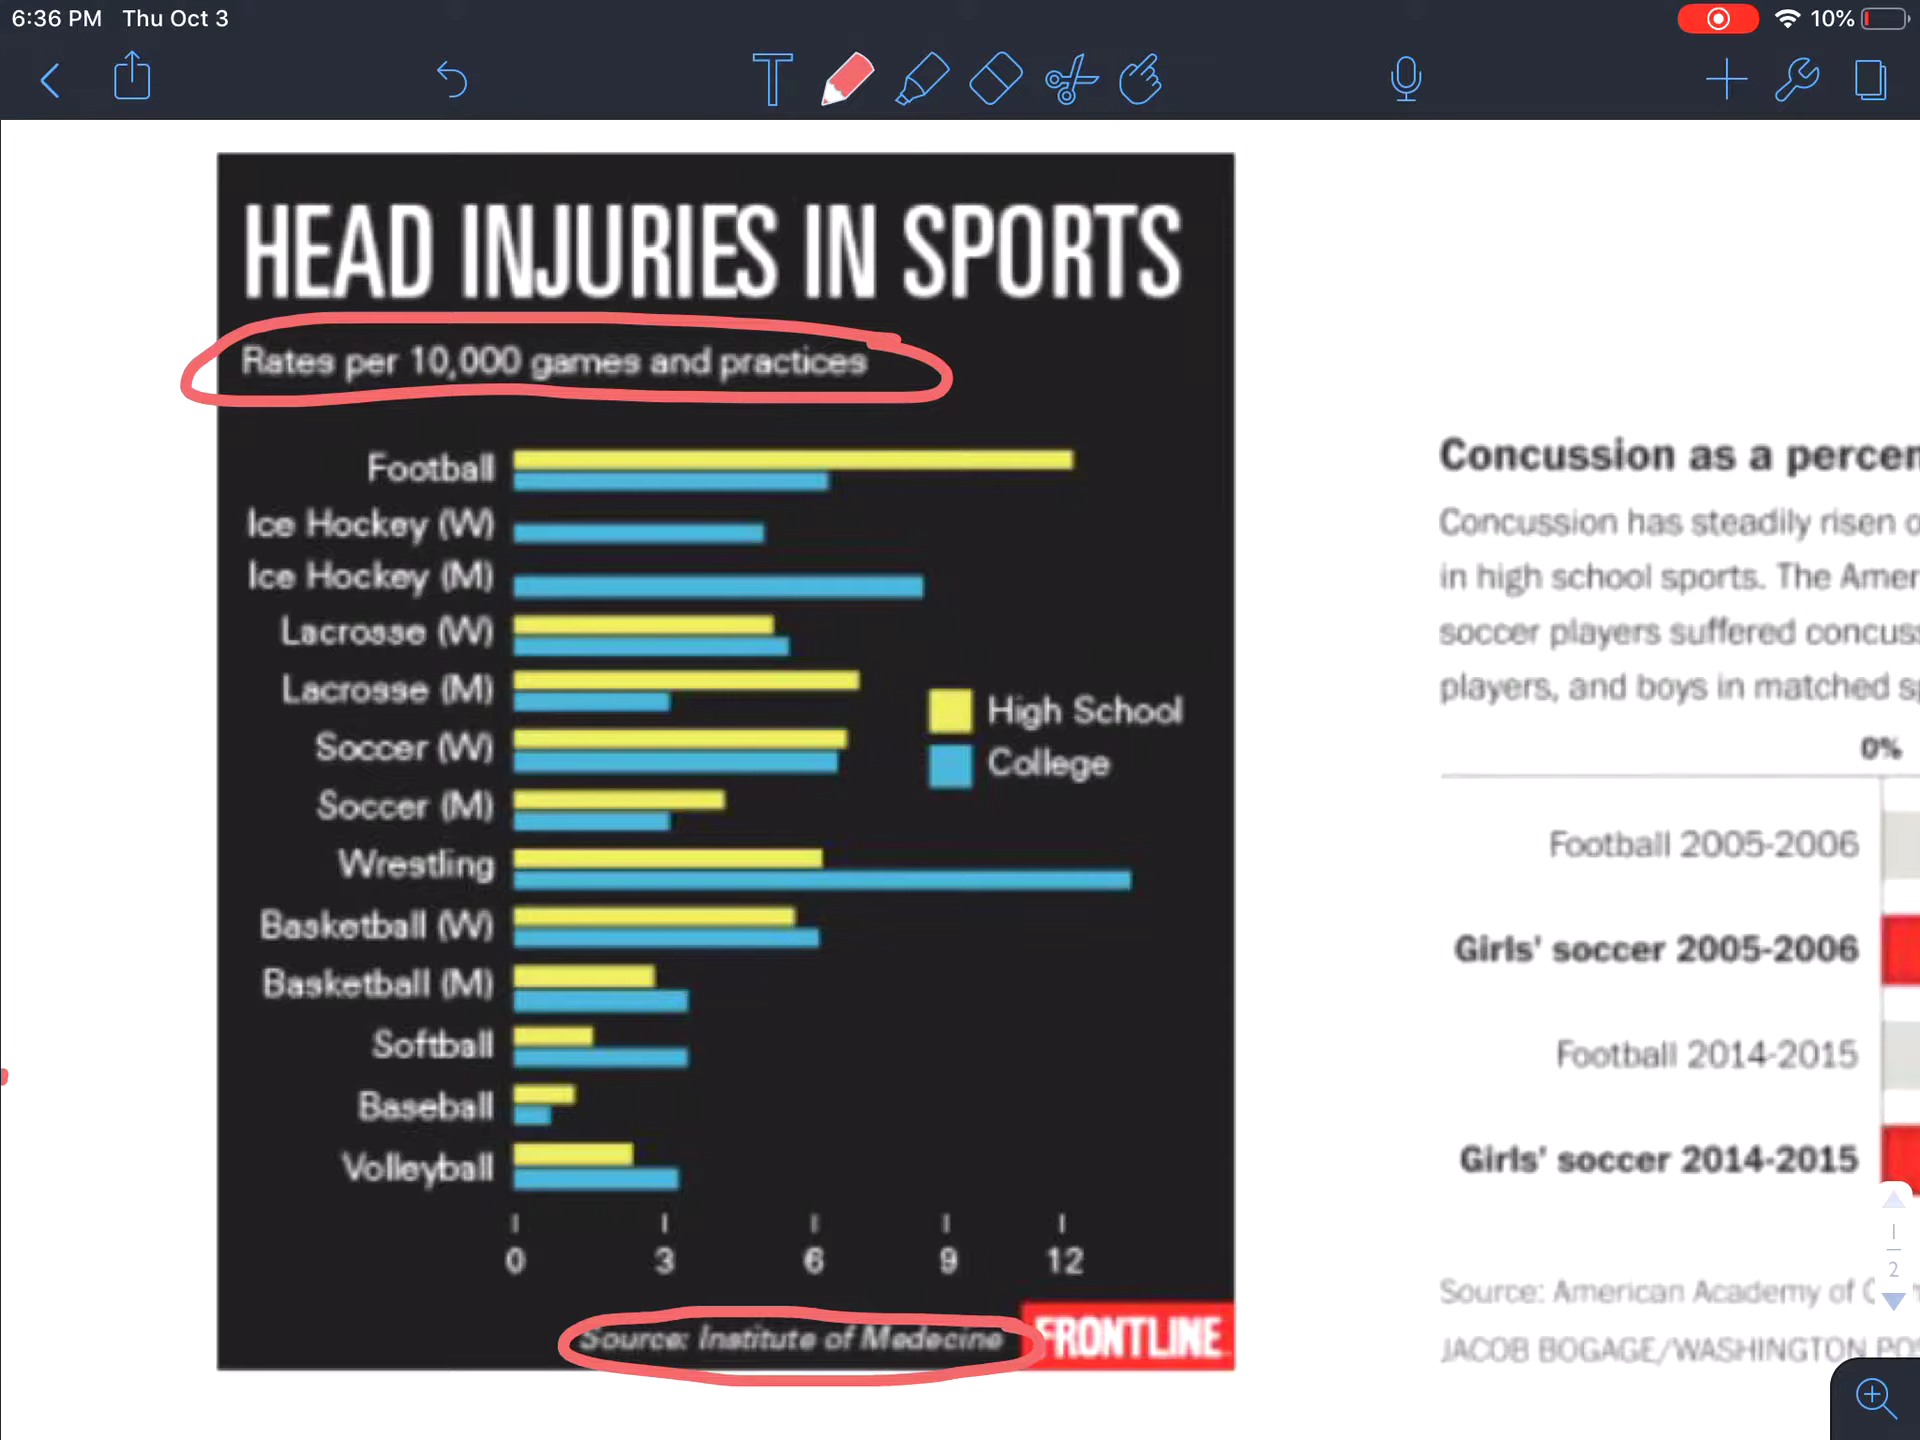 6:36 PM Thu Oct 3
10%
HEAD INJURIES IN SPORTS
Rates per 10,000 games and practices
Football
Ice Hockey (W)
Ice Hockey (M)
Lacrosse (W)
Lacrosse (M)
Soccer (W)
Soccer (M)
Wrestling
Basketball (W)
Basketball (M)
Softball
Baseball
Volleyball
High School
College
0 3 6 9 12
Source: Institute of Medecine
FRONTLINE
Concussion as a percen
Concussion has steadily risen
in high school sports. The Amer
soccer players suffered concuss
players, and boys in matched sp
0%
Football 2005-2006
Girls' soccer 2005-2006
Football 2014-2015
Girls' soccer 2014-2015
Source: American Academy of
JACOB BOGAGE/WASHINGTON POS
1
2